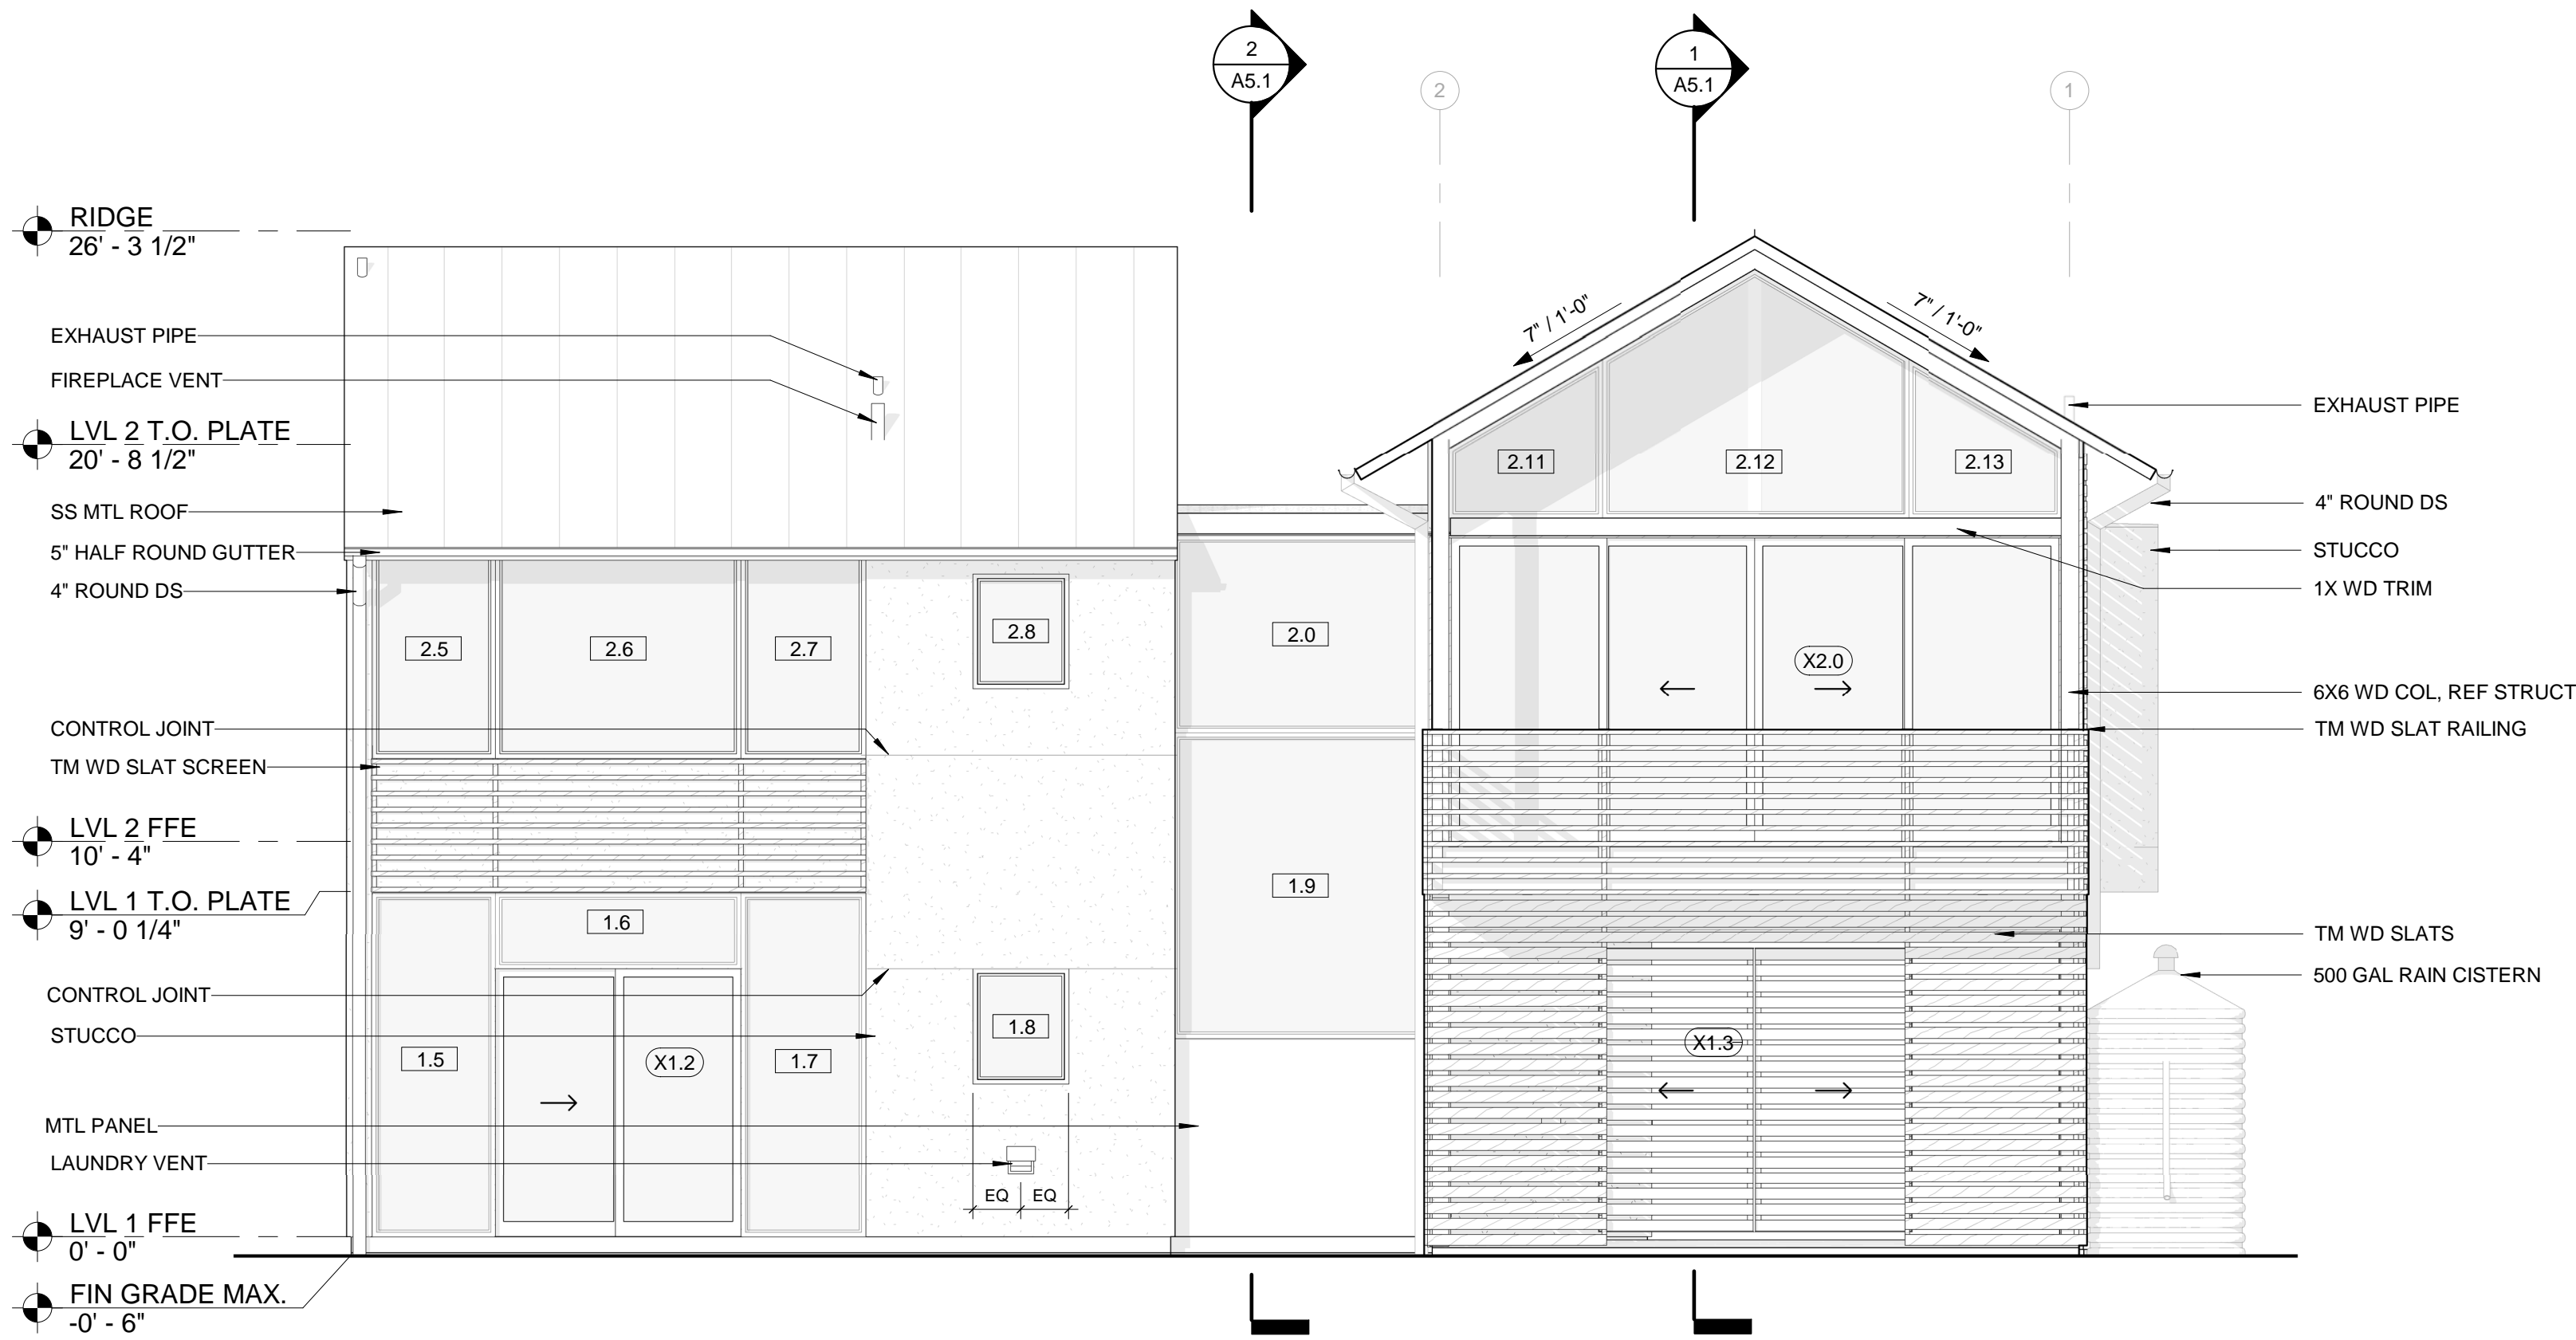 2
A5.1
1
A5.1
2
1
RIDGE
26' - 3 1/2"
EXHAUST PIPE
FIREPLACE VENT
LVL 2 T.O. PLATE
20' - 8 1/2"
SS MTL ROOF
5" HALF ROUND GUTTER
4" ROUND DS
CONTROL JOINT
TM WD SLAT SCREEN
LVL 2 FFE
10' - 4"
LVL 1 T.O. PLATE
9' - 0 1/4"
CONTROL JOINT
STUCCO
MTL PANEL
LAUNDRY VENT
LVL 1 FFE
0' - 0"
FIN GRADE MAX.
-0' - 6"
2.5
2.6
2.7
2.8
1.6
1.5
X1.2
1.7
1.8
EQ
EQ
2.0
1.9
7" / 1'-0"
7" / 1'-0"
2.11
2.12
2.13
X2.0
X1.3
EXHAUST PIPE
4" ROUND DS
STUCCO
1X WD TRIM
6X6 WD COL, REF STRUCT
TM WD SLAT RAILING
TM WD SLATS
500 GAL RAIN CISTERN